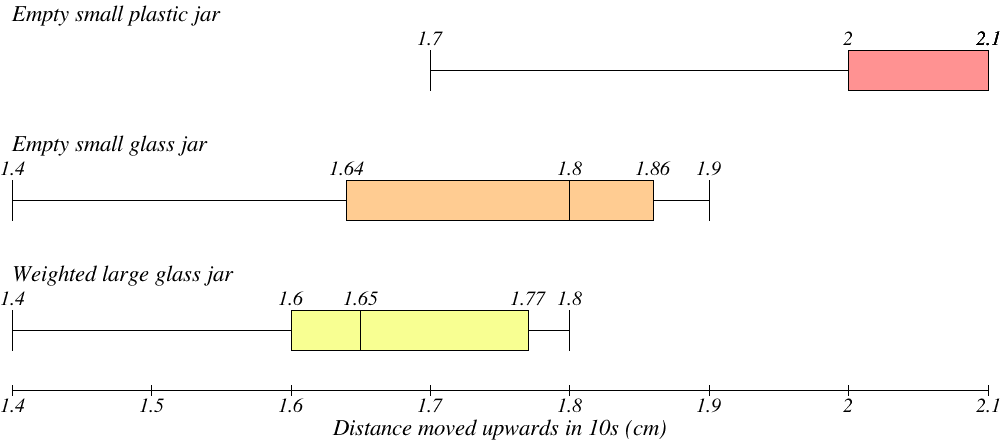 Empty small plastic jar
1.7 2 2.1
Empty small glass jar
1.4 1.64 1.8 1.86 1.9
Weighted large glass jar
1.4 1.6 1.65 1.77 1.8
1.4 1.5 1.6 1.7 1.8 1.9 2 2.1
Distance moved upwards in 10s (cm)